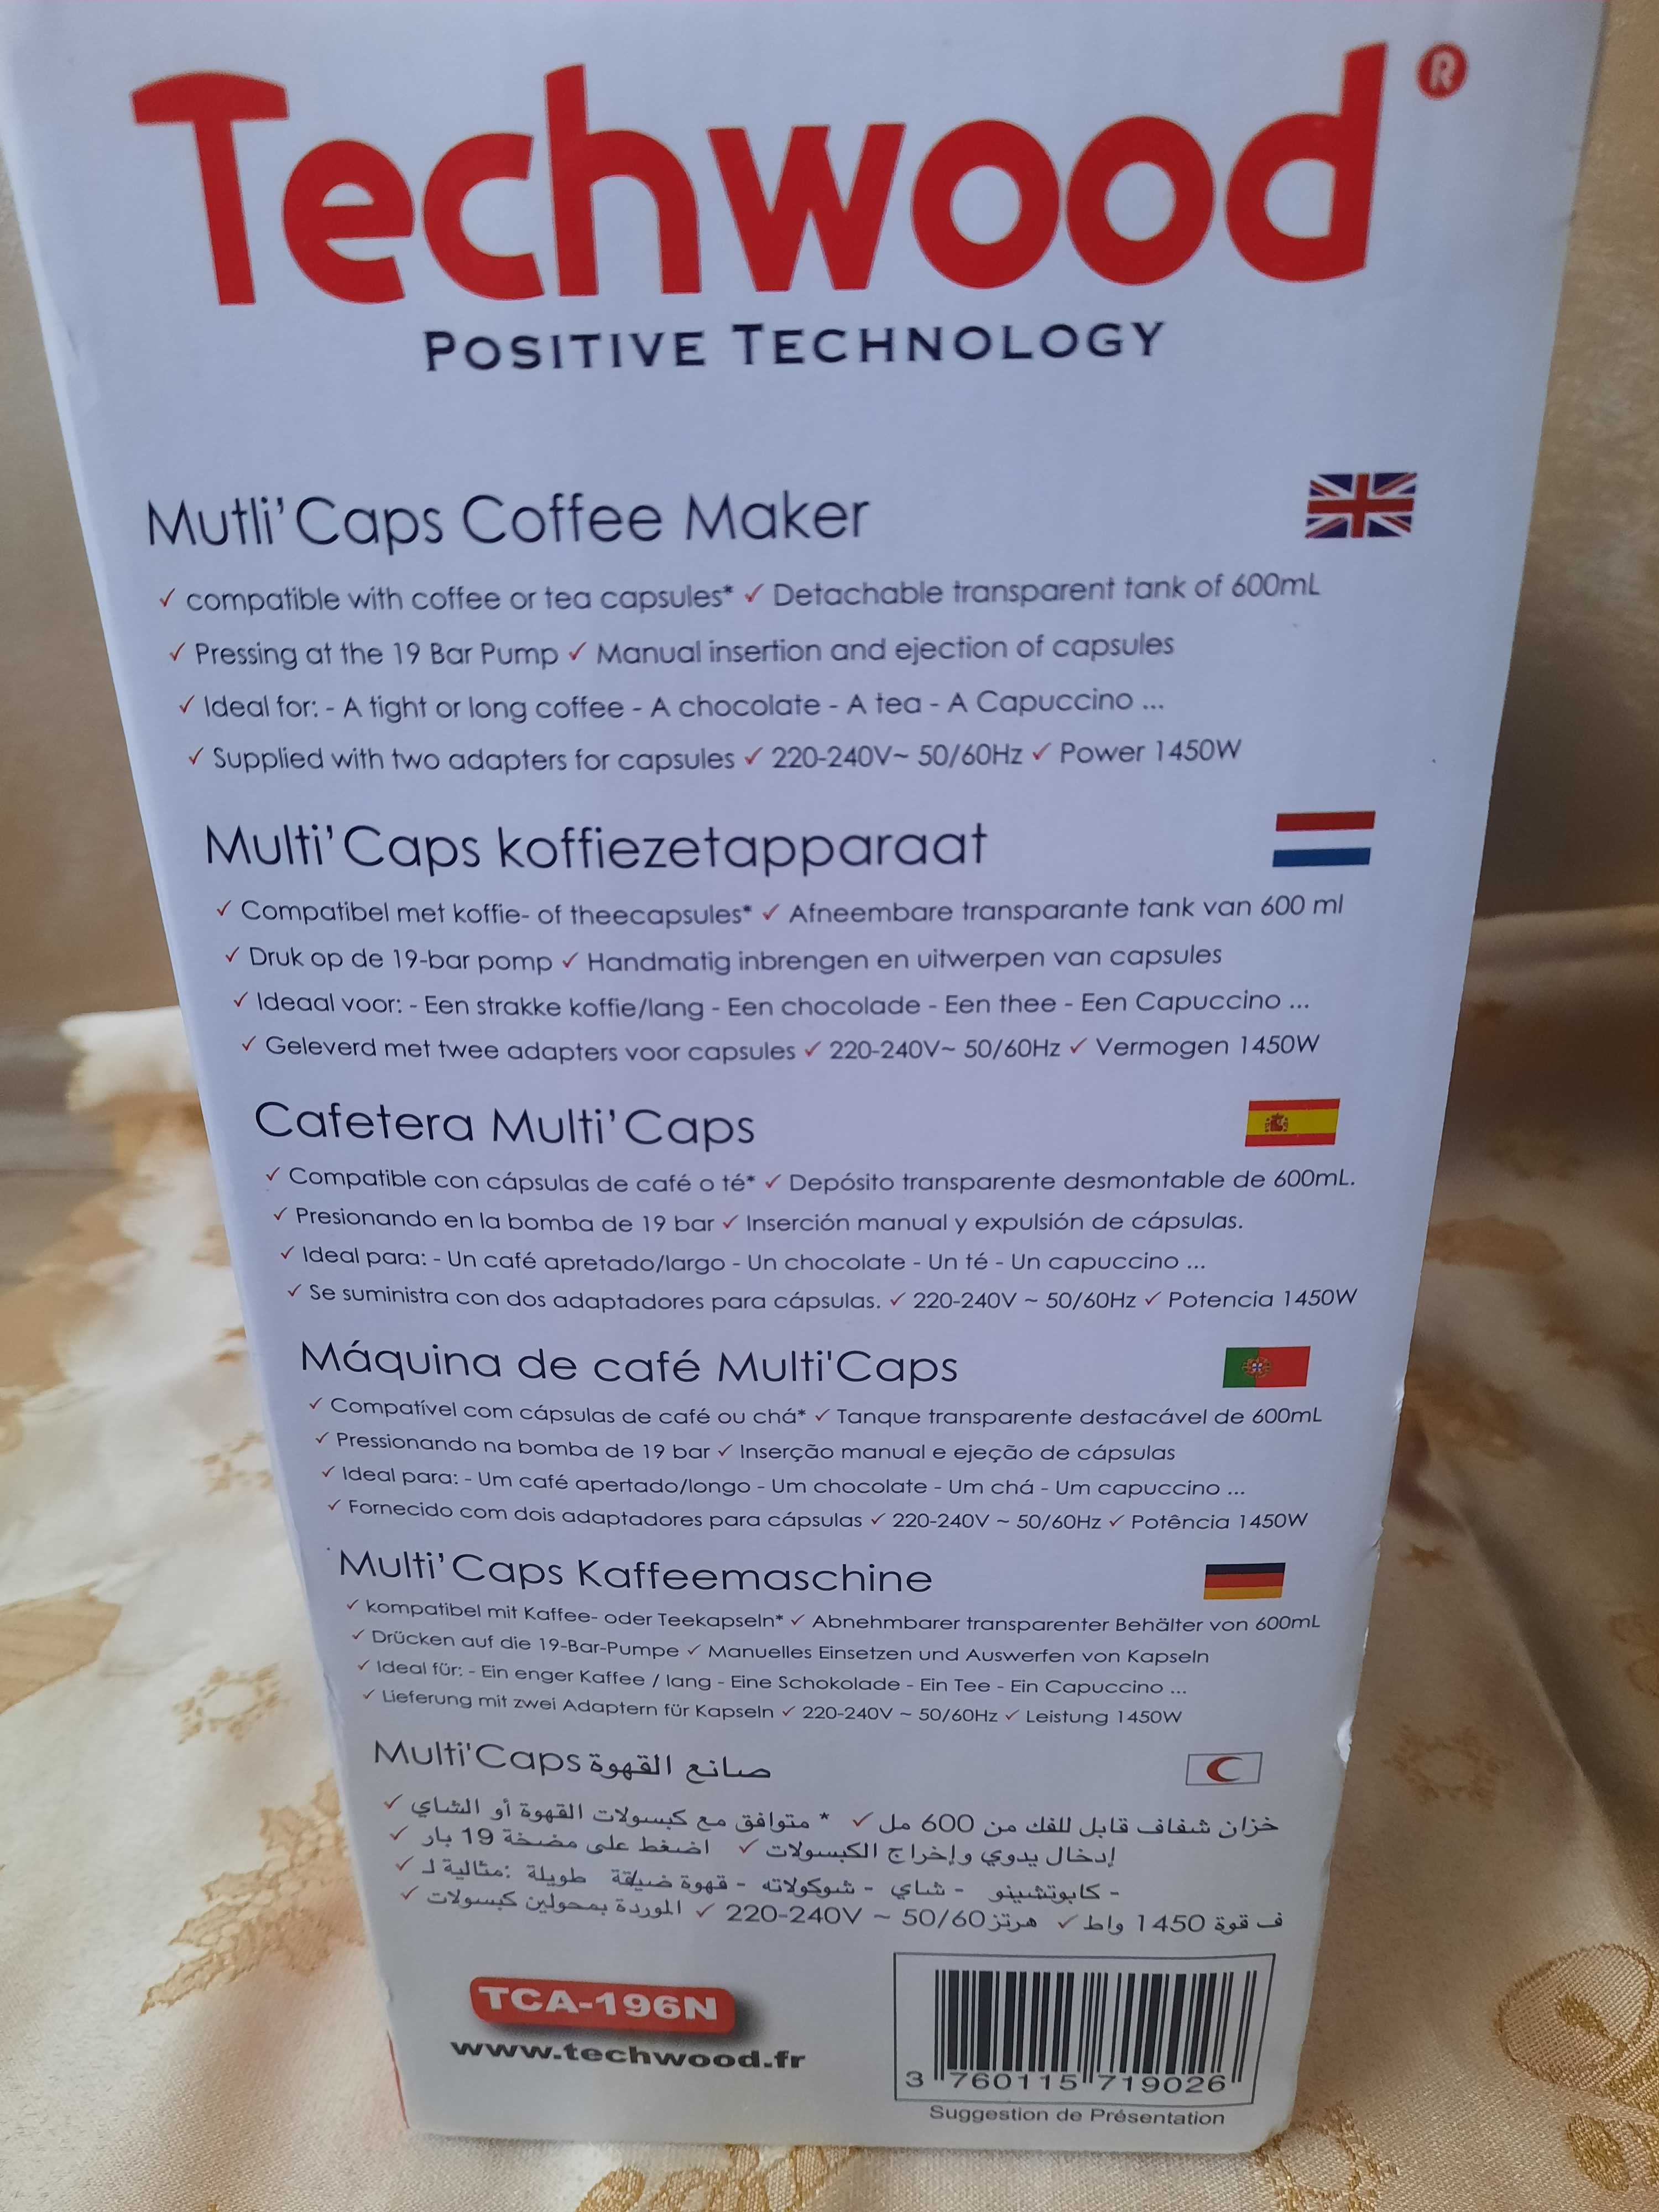 Techwood®
POSITIVE TECHNOLOGY
Mutli'Caps Coffee Maker
✓ compatible with coffee or tea capsules* ✓ Detachable transparent tank of 600mL
✓ Pressing at the 19 Bar Pump ✓ Manual insertion and ejection of capsules
✓ Ideal for: - A tight or long coffee - A chocolate - A tea - A Capuccino ...
✓ Supplied with two adapters for capsules ✓ 220-240V~ 50/60Hz ✓ Power 1450W
Multi'Caps koffiezetapparaat
✓ Compatibel met koffie- of theecapsules* ✓ Afneembare transparante tank van 600 ml
✓ Druk op de 19-bar pomp ✓ Handmatig inbrengen en uitwerpen van capsules
✓ Ideaal voor: - Een strakke koffie/lang - Een chocolade - Een thee - Een Capuccino ...
✓ Geleverd met twee adapters voor capsules ✓ 220-240V~ 50/60Hz ✓ Vermogen 1450W
Cafetera Multi'Caps
✓ Compatible con cápsulas de café o té* ✓ Depósito transparente desmontable de 600mL.
✓ Presionando en la bomba de 19 bar ✓ Inserción manual y expulsión de cápsulas.
✓ Ideal para: - Un café apretado/largo - Un chocolate - Un té - Un capuccino ...
✓ Se suministra con dos adaptadores para cápsulas. ✓ 220-240V ~ 50/60Hz ✓ Potencia 1450W
Máquina de café Multi'Caps
✓ Compatível com cápsulas de café ou chá* ✓ Tanque transparente destacável de 600mL
✓ Pressionando na bomba de 19 bar ✓ Inserção manual e ejeção de cápsulas
✓ Ideal para: - Um café apertado/longo - Um chocolate - Um chá - Um capuccino ...
✓ Fornecido com dois adaptadores para cápsulas ✓ 220-240V ~ 50/60Hz ✓ Potência 1450W
Multi'Caps Kaffeemaschine
✓ kompatibel mit Kaffee- oder Teekapseln* ✓ Abnehmbarer transparenter Behälter von 600mL
✓ Drücken auf die 19-Bar-Pumpe ✓ Manuelles Einsetzen und Auswerfen von Kapseln
✓ Ideal für: - Ein enger Kaffee / lang - Eine Schokolade - Ein Tee - Ein Capuccino ...
✓ Lieferung mit zwei Adaptern für Kapseln ✓ 220-240V ~ 50/60Hz ✓ Leistung 1450W
Multi'Caps صانع القهوة
✓ متوافق مع كبسولات القهوة أو الشاي * ✓ خزان شفاف قابل للفك من 600 مل
✓ اضغط على مضخة 19 بار ✓ إدخال يدوي وإخراج الكبسولات
✓ مثالية لـ: قهوة ضيقة/ طويلة - شوكولاته - شاي - كابوتشينو -
✓ الموردة بمحولين كبسولات ✓ 220-240V ~ 50/60 هرتز ✓ ف قوة 1450 واط
TCA-196N
www.techwood.fr
3 760115 719026
Suggestion de Présentation